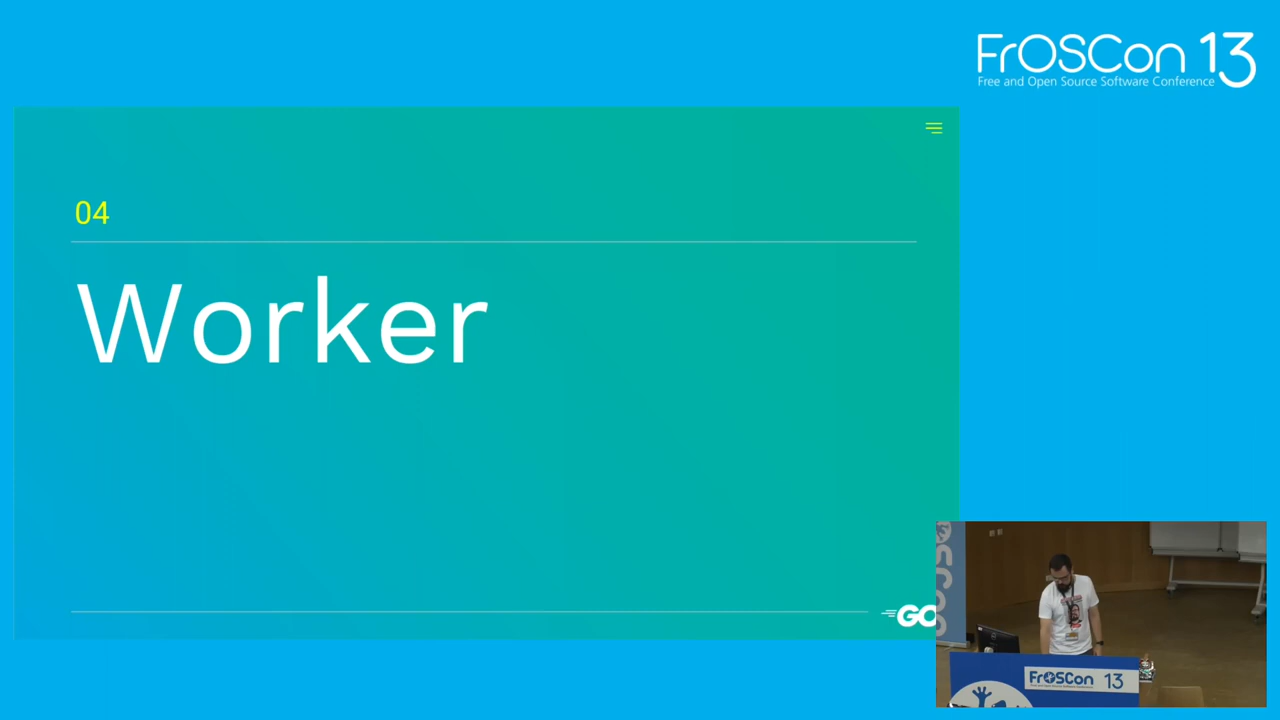 FrOSCon 13
Free and Open Source Software Conference
04
Worker
GO
FrOSCon 13